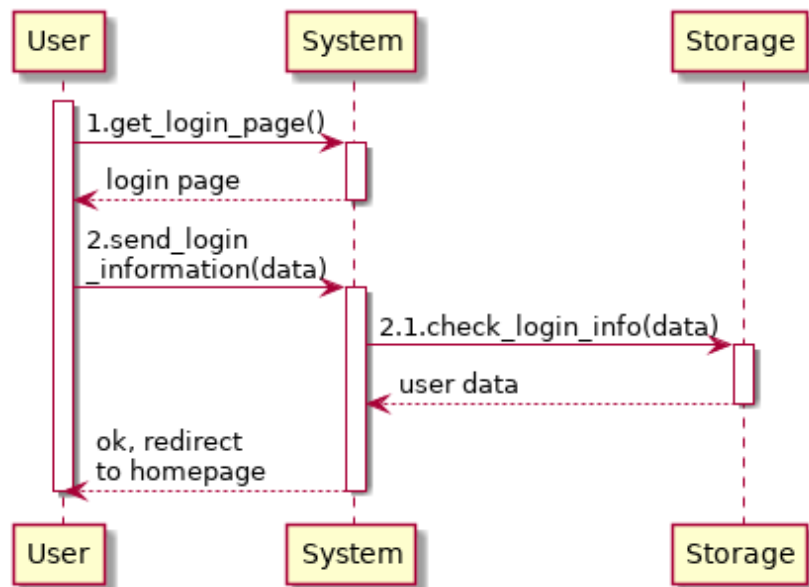 User
System
Storage
1.get_login_page()
login page
2.send_login
_information(data)
2.1.check_login_info(data)
user data
ok, redirect
to homepage
User
System
Storage